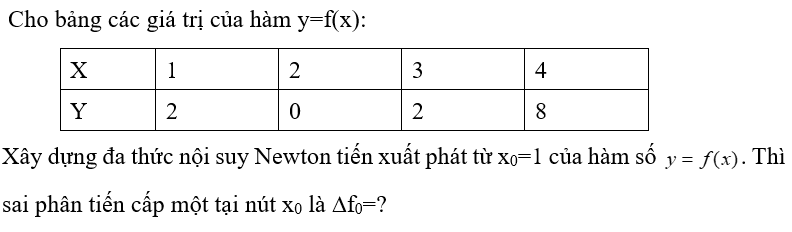 Cho bảng các giá trị của hàm y=f(x):
X 1 2 3 4
Y 2 0 2 8
Xây dựng đa thức nội suy Newton tiến xuất phát từ x₀=1 của hàm số y = f(x). Thì
sai phân tiến cấp một tại nút x₀ là Δf₀=?